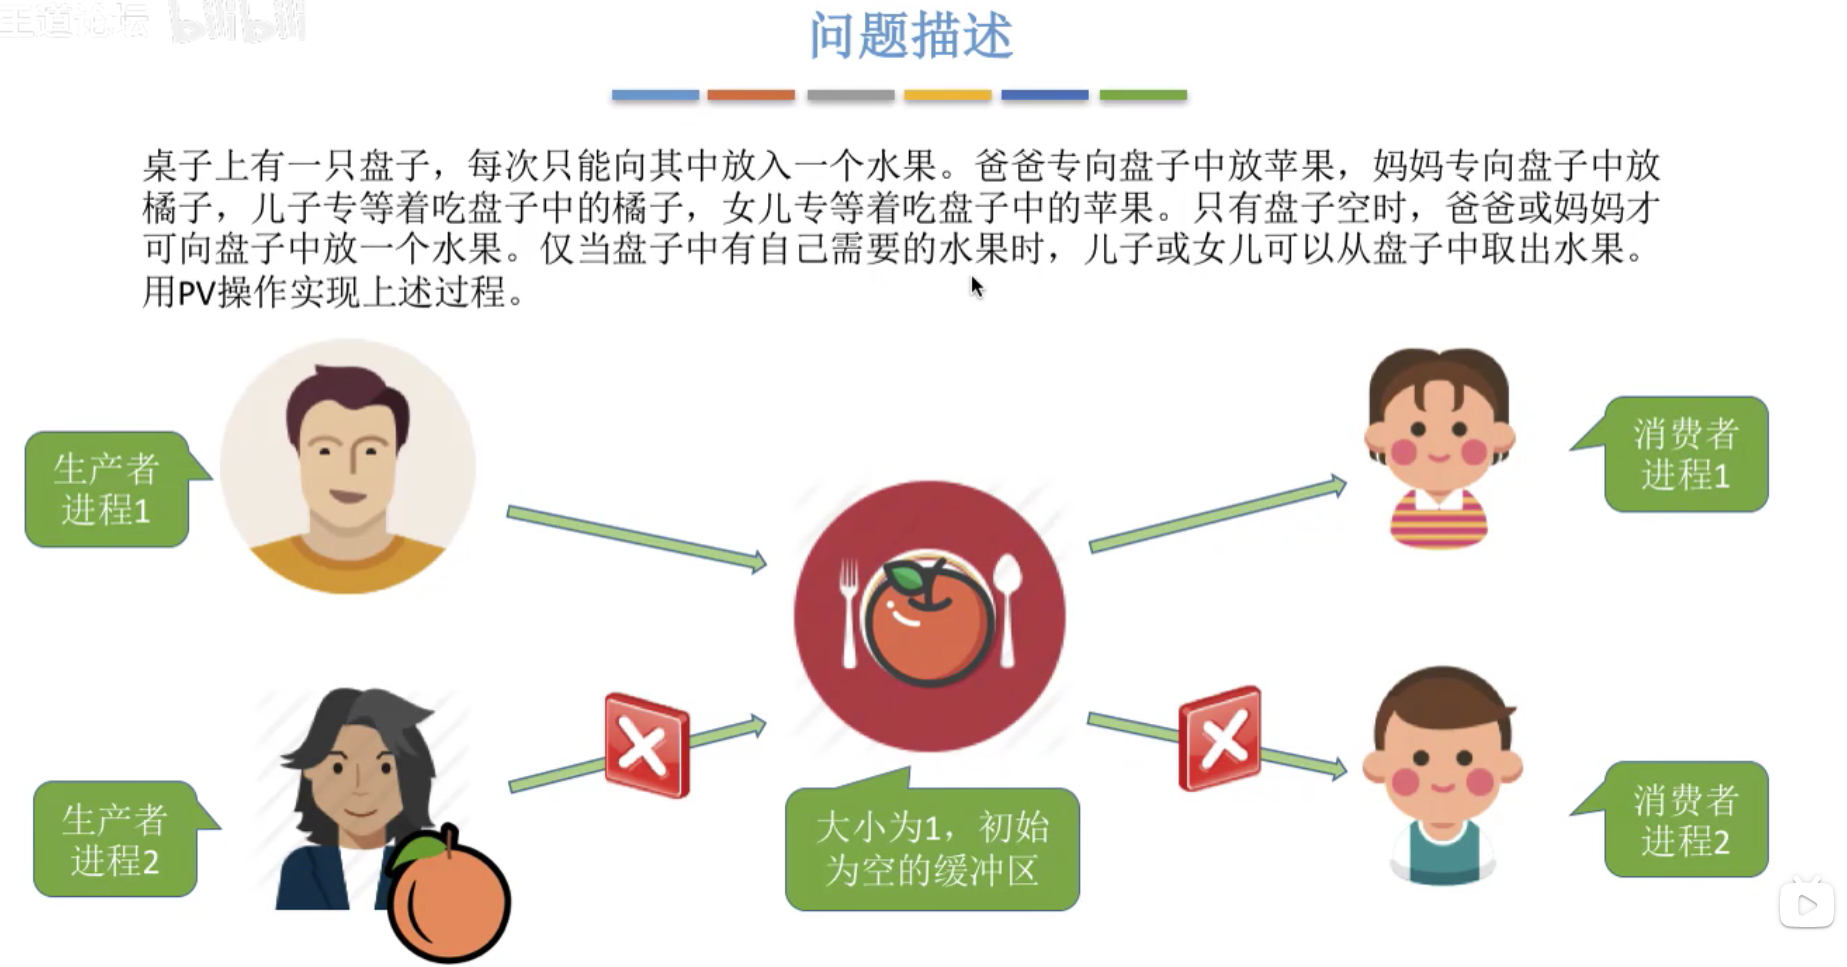 王道论坛 bilibili
问题描述
桌子上有一只盘子，每次只能向其中放入一个水果。爸爸专向盘子中放苹果，妈妈专向盘子中放
橘子，儿子专等着吃盘子中的橘子，女儿专等着吃盘子中的苹果。只有盘子空时，爸爸或妈妈才
可向盘子中放一个水果。仅当盘子中有自己需要的水果时，儿子或女儿可以从盘子中取出水果。
用PV操作实现上述过程。
生产者
进程1
消费者
进程1
生产者
进程2
大小为1，初始
为空的缓冲区
消费者
进程2